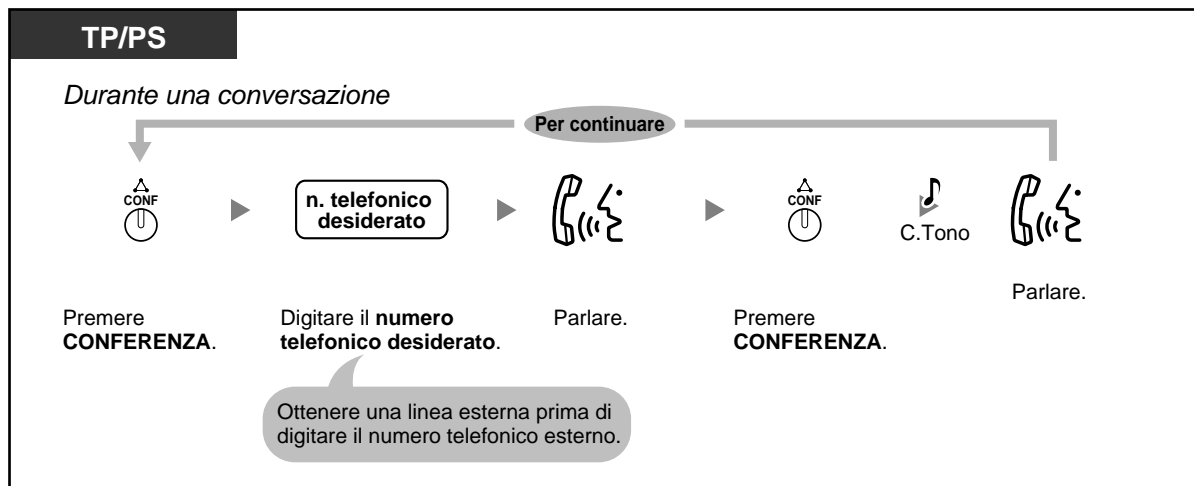 TP/PS
Durante una conversazione
Per continuare
CONF
n. telefonico
desiderato
CONF
C.Tono
Premere
CONFERENZA.
Digitare il numero
telefonico desiderato.
Parlare.
Premere
CONFERENZA.
Parlare.
Ottenere una linea esterna prima di
digitare il numero telefonico esterno.